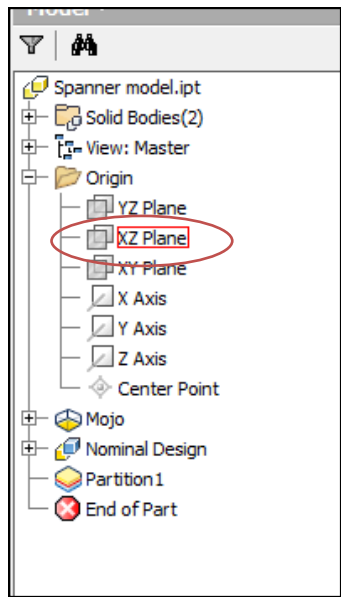 Model
Spanner model.ipt
Solid Bodies(2)
View: Master
Origin
YZ Plane
XZ Plane
XY Plane
X Axis
Y Axis
Z Axis
Center Point
Mojo
Nominal Design
Partition1
End of Part